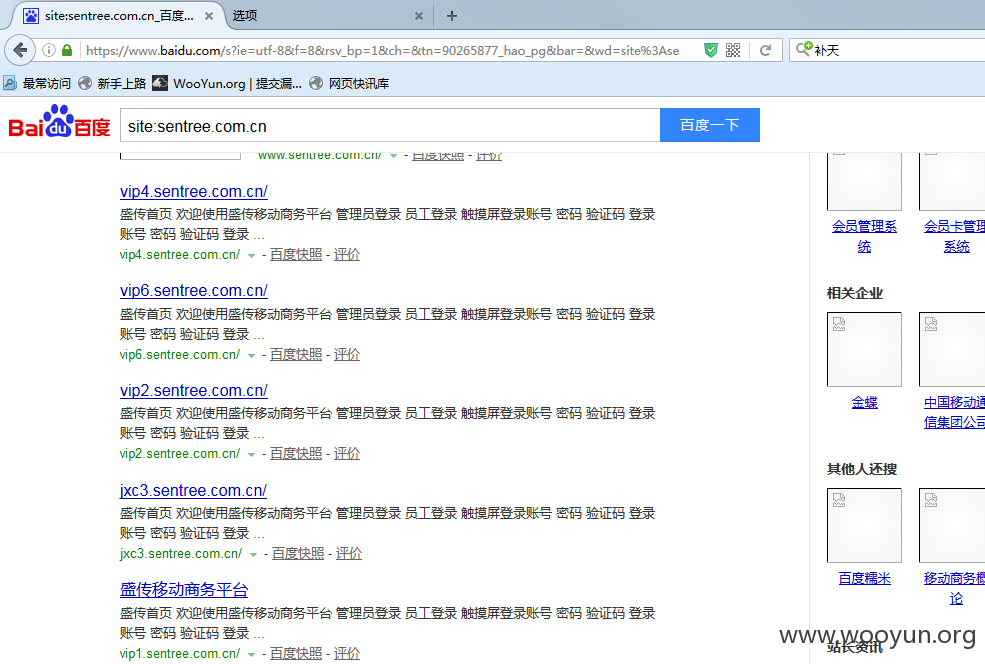 site:sentree.com.cn_百度... × 选项 × +
https://www.baidu.com/s?ie=utf-8&f=8&rsv_bp=1&ch=&tn=90265877_hao_pg&bar=&wd=site%3Ase 补天
最常访问 新手上路 WooYun.org | 提交漏... 网页快讯库
Bai du 百度 site:sentree.com.cn 百度一下
www.sentree.com.cn/ - 百度快照 - 评价
vip4.sentree.com.cn/
盛传首页 欢迎使用盛传移动商务平台 管理员登录 员工登录 触摸屏登录账号 密码 验证码 登录
账号 密码 验证码 登录 ...
vip4.sentree.com.cn/ - 百度快照 - 评价
vip6.sentree.com.cn/
盛传首页 欢迎使用盛传移动商务平台 管理员登录 员工登录 触摸屏登录账号 密码 验证码 登录
账号 密码 验证码 登录 ...
vip6.sentree.com.cn/ - 百度快照 - 评价
vip2.sentree.com.cn/
盛传首页 欢迎使用盛传移动商务平台 管理员登录 员工登录 触摸屏登录账号 密码 验证码 登录
账号 密码 验证码 登录 ...
vip2.sentree.com.cn/ - 百度快照 - 评价
jxc3.sentree.com.cn/
盛传首页 欢迎使用盛传移动商务平台 管理员登录 员工登录 触摸屏登录账号 密码 验证码 登录
账号 密码 验证码 登录 ...
jxc3.sentree.com.cn/ - 百度快照 - 评价
盛传移动商务平台
盛传首页 欢迎使用盛传移动商务平台 管理员登录 员工登录 触摸屏登录账号 密码 验证码 登录
账号 密码 验证码 登录 ...
vip1.sentree.com.cn/ - 百度快照 - 评价
会员管理系 会员卡管理
统 系统
相关企业
金蝶 中国移动通
信集团公司
其他人还搜
百度糯米 移动商务概
论
站长资讯
www.wooyun.org